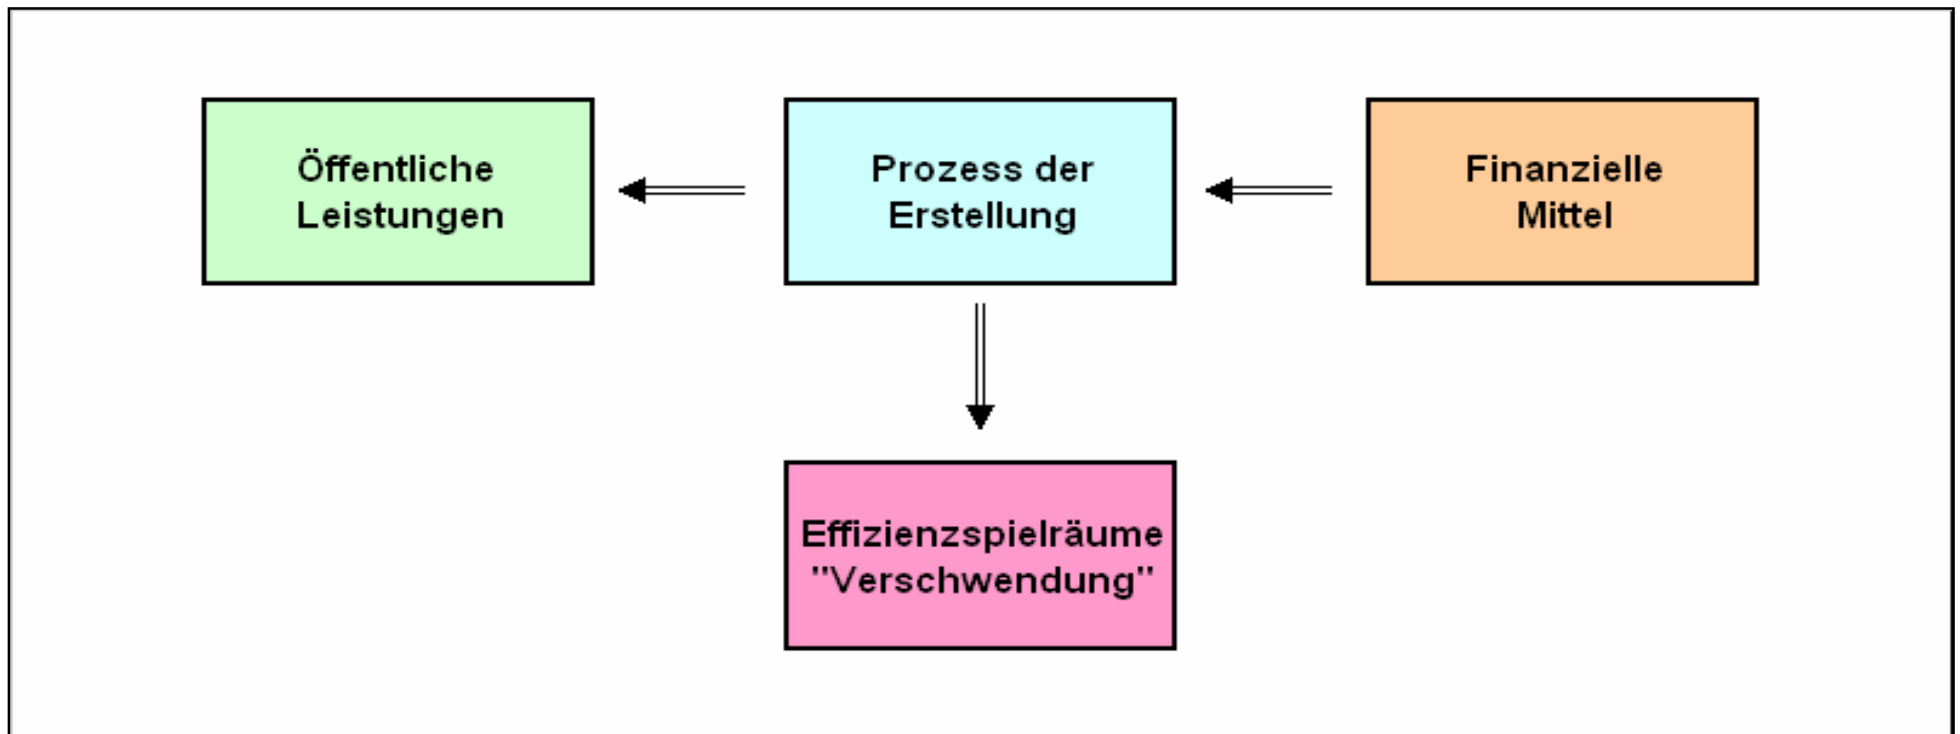 Öffentliche
Leistungen
Prozess der
Erstellung
Finanzielle
Mittel
Effizienzspielräume
"Verschwendung"